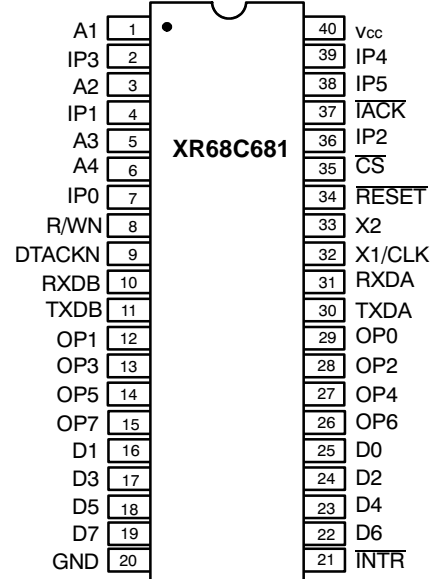 A1 1 40 Vcc
IP3 2 39 IP4
A2 3 38 IP5
IP1 4 37 I̅A̅C̅K̅
A3 5 XR68C681 36 IP2
A4 6 35 C̅S̅
IP0 7 34 R̅E̅S̅E̅T̅
R/WN 8 33 X2
DTACKN 9 32 X1/CLK
RXDB 10 31 RXDA
TXDB 11 30 TXDA
OP1 12 29 OP0
OP3 13 28 OP2
OP5 14 27 OP4
OP7 15 26 OP6
D1 16 25 D0
D3 17 24 D2
D5 18 23 D4
D7 19 22 D6
GND 20 21 I̅N̅T̅R̅